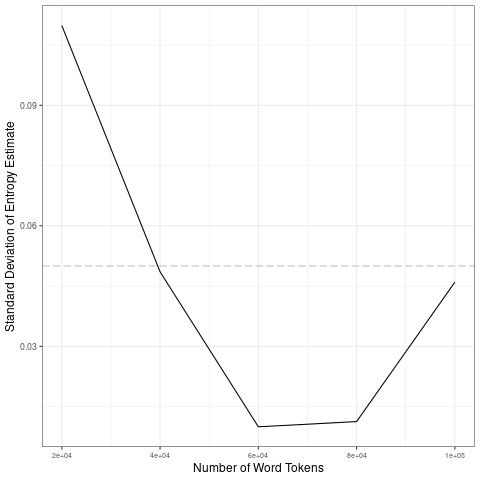 Standard Deviation of Entropy Estimate
0.09
0.06
0.03
2e+04 4e+04 6e+04 8e+04 1e+05
Number of Word Tokens